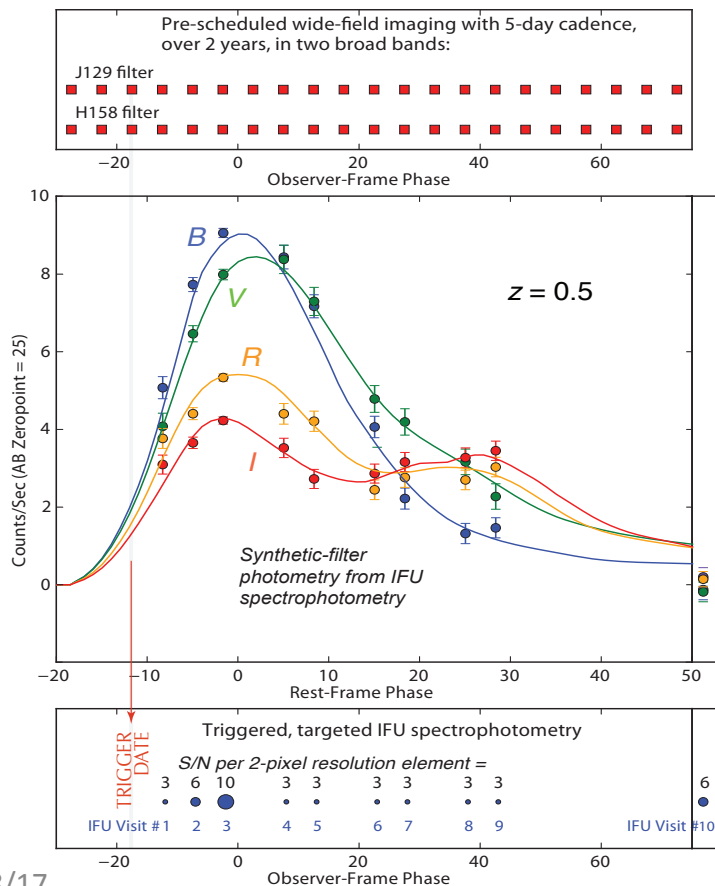 Pre-scheduled wide-field imaging with 5-day cadence,
over 2 years, in two broad bands:
J129 filter
H158 filter
−20 0 20 40 60
Observer-Frame Phase
10
8
6
4
2
0
Counts/Sec (AB Zeropoint = 25)
B
V
R
I
z = 0.5
Synthetic-filter
photometry from IFU
spectrophotometry
−20 −10 0 10 20 30 40 50
Rest-Frame Phase
TRIGGER
DATE
Triggered, targeted IFU spectrophotometry
S/N per 2-pixel resolution element =
3 6 10 3 3 3 3 3 3 6
IFU Visit # 1 2 3 4 5 6 7 8 9 IFU Visit #10
−20 0 20 40 60
Observer-Frame Phase
/17